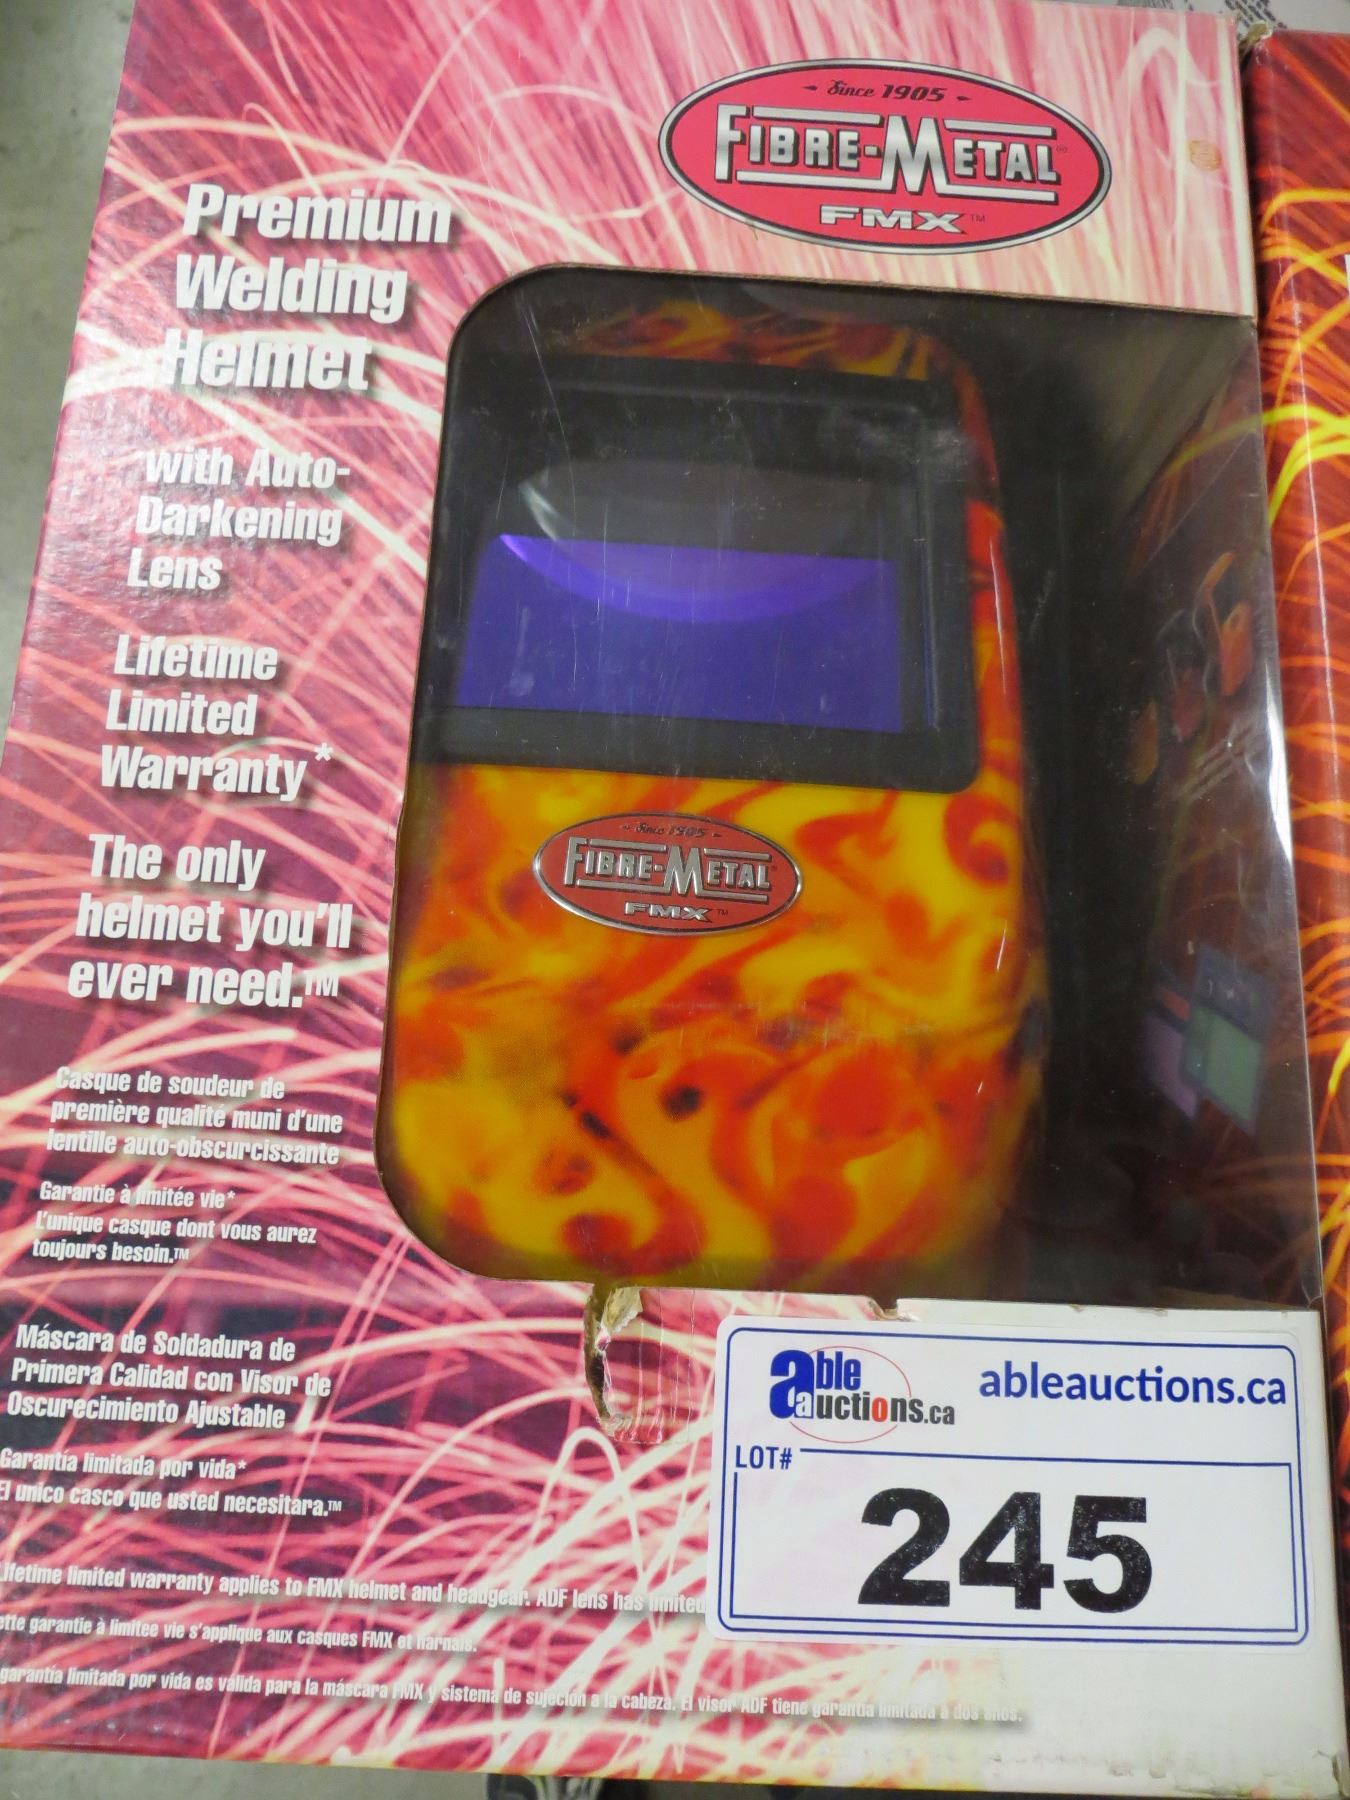 Since 1905
FIBRE-METAL®
FMX™
Premium
Welding
Helmet
with Auto-
Darkening
Lens
Lifetime
Limited
Warranty*
The only
helmet you'll
ever need.™
Casque de soudeur de
première qualité muni d'une
lentille auto-obscurcissante
Garantie à limitée vie*
L'unique casque dont vous aurez
toujours besoin.™
Máscara de Soldadura de
Primera Calidad con Visor de
Oscurecimiento Ajustable
Garantía limitada por vida*
El unico casco que usted necesitara.™
Lifetime limited warranty applies to FMX helmet and headgear. ADF lens has limited
ette garantie à limitee vie s'applique aux casques FMX et harnais.
garantía limitada por vida es válida para la máscara FMX y sistema de sujeción a la cabeza. El visor ADF tiene garantía limitada a dos años.
Since 1905
FIBRE-METAL
FMX™
able
auctions.ca
ableauctions.ca
LOT#
245